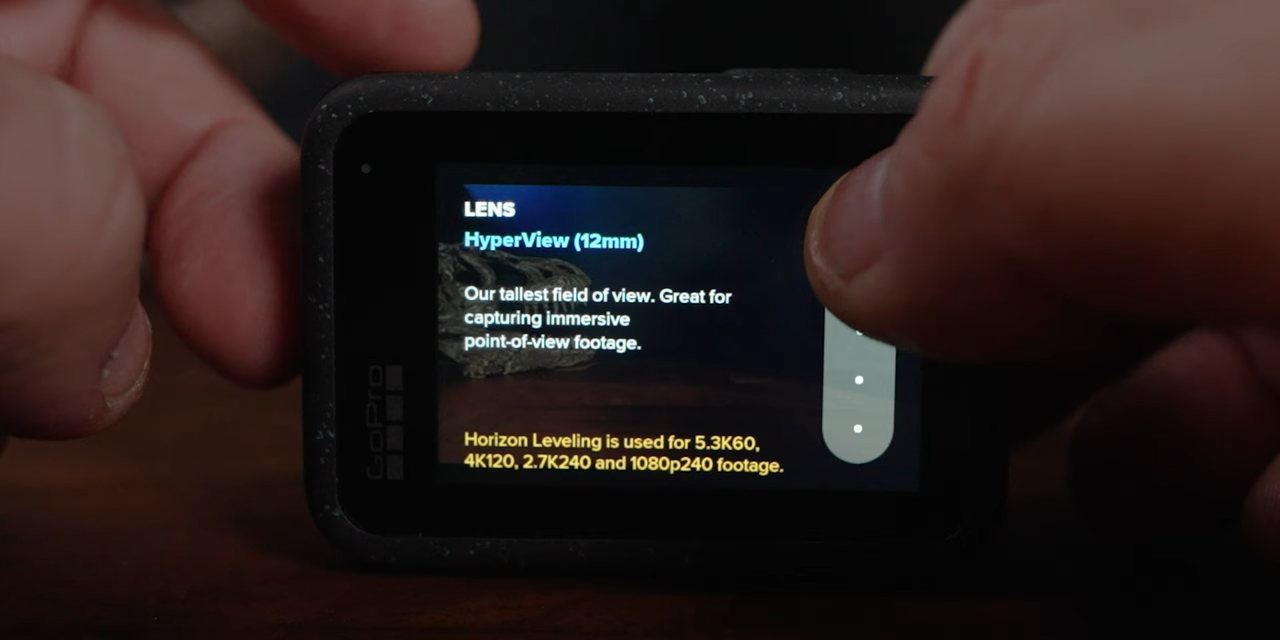 LENS
HyperView (12mm)
Our tallest field of view. Great for
capturing immersive
point-of-view footage.
Horizon Leveling is used for 5.3K60,
4K120, 2.7K240 and 1080p240 footage.
GoPro